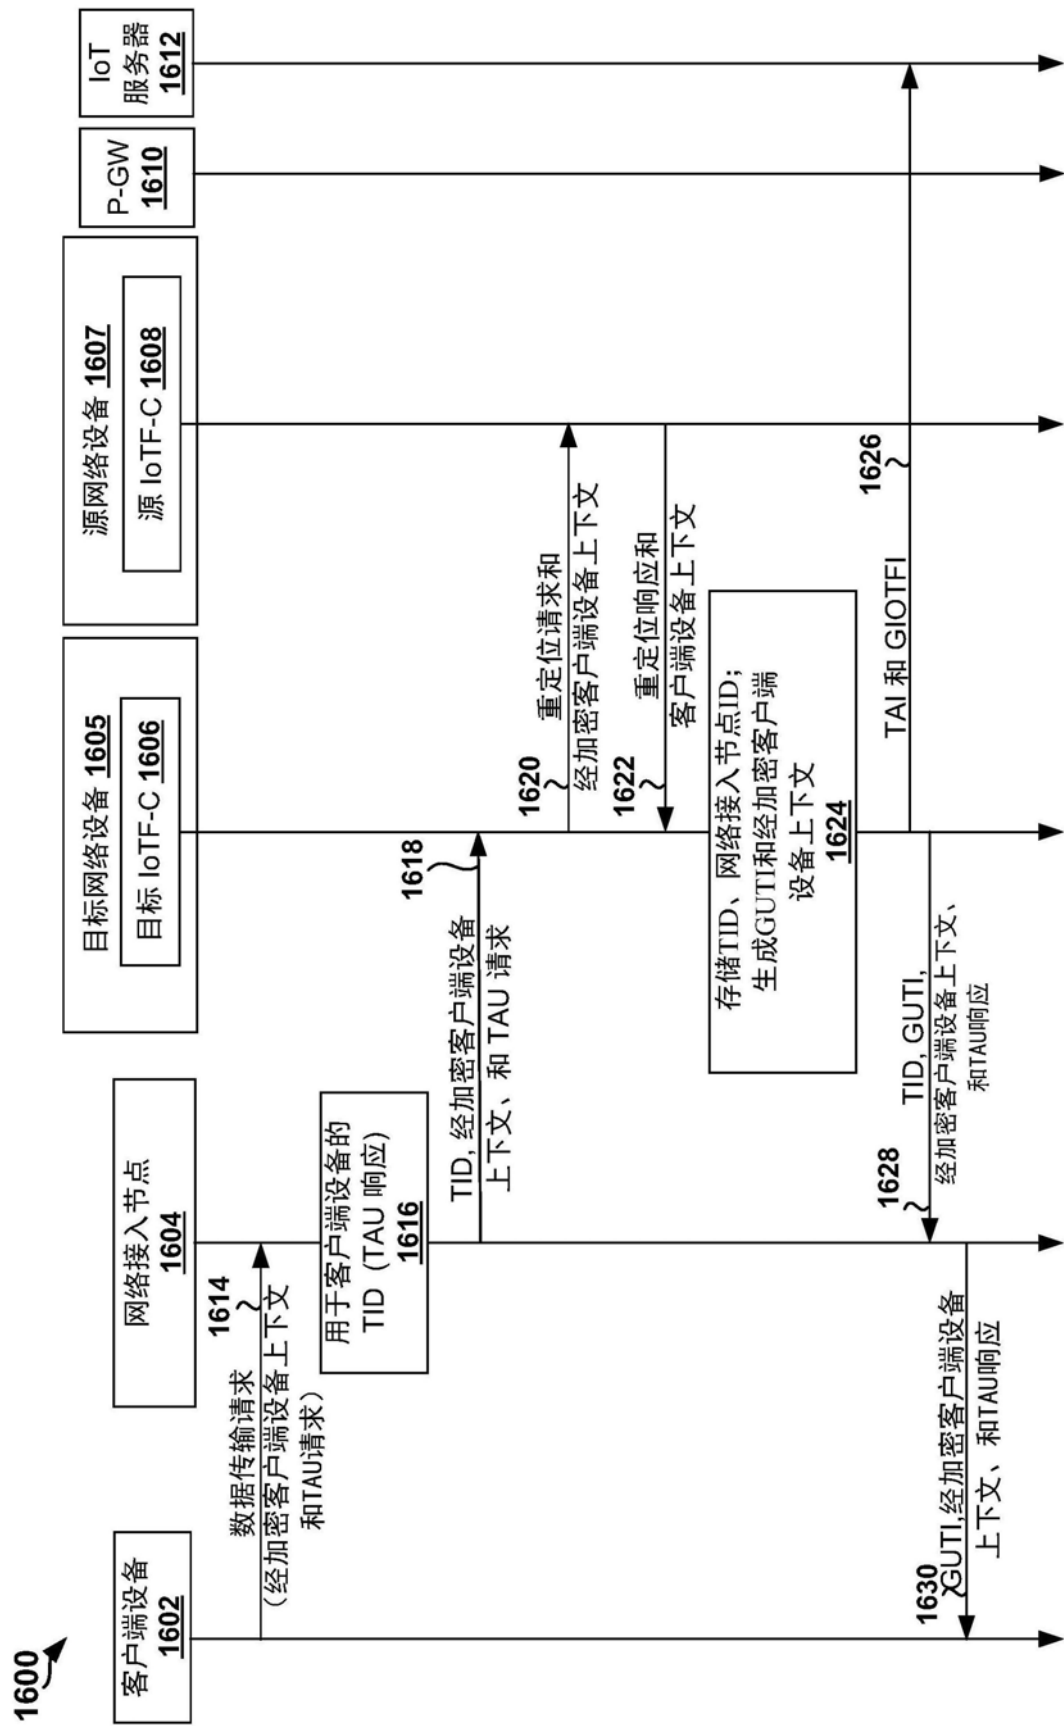 1600
客户端设备
1602
网络接入节点
1604
目标网络设备 1605
目标 IoTF-C 1606
源网络设备 1607
源 IoTF-C 1608
P-GW
1610
IoT
服务器
1612
数据传输请求
1614
（经加密客户端设备上下文
和TAU请求）
用于客户端设备的
TID (TAU 响应)
1616
TID, 经加密客户端设备
上下文、和 TAU 请求
1618
重定位请求和
1620
经加密客户端设备上下文
重定位响应和
1622
客户端设备上下文
存储TID、网络接入节点ID；
生成GUTI和经加密客户端
设备上下文
1624
TAI 和 GIOTFI
1626
TID, GUTI,
1628
经加密客户端设备上下文、
和TAU响应
1630
GUTI,经加密客户端设备
上下文、和TAU响应